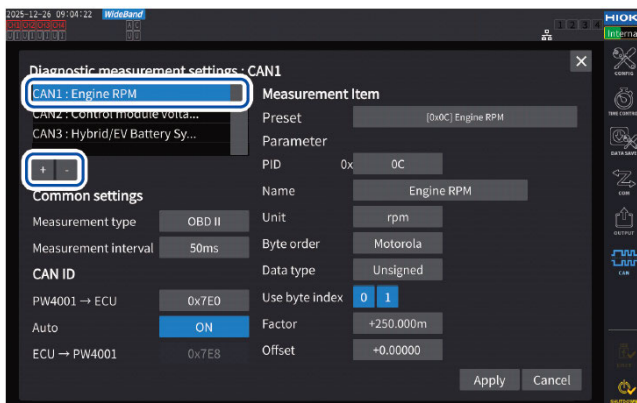 2025-12-26 09:04:22 WideBand
HIOKI
Interna
Diagnostic measurement settings : CAN1
CAN1 : Engine RPM
CAN2 : Control module volta...
CAN3 : Hybrid/EV Battery Sy...
+ -
Common settings
Measurement type OBD II
Measurement interval 50ms
CAN ID
PW4001 → ECU 0x7E0
Auto ON
ECU → PW4001 0x7E8
Measurement Item
Preset [0x0C] Engine RPM
Parameter
PID 0x 0C
Name Engine RPM
Unit rpm
Byte order Motorola
Data type Unsigned
Use byte index 0 1
Factor +250.000m
Offset +0.00000
Apply Cancel
CONFIG
TIME CONTROL
DATA SAVE
COM
OUTPUT
CAN
SHUTDOWN